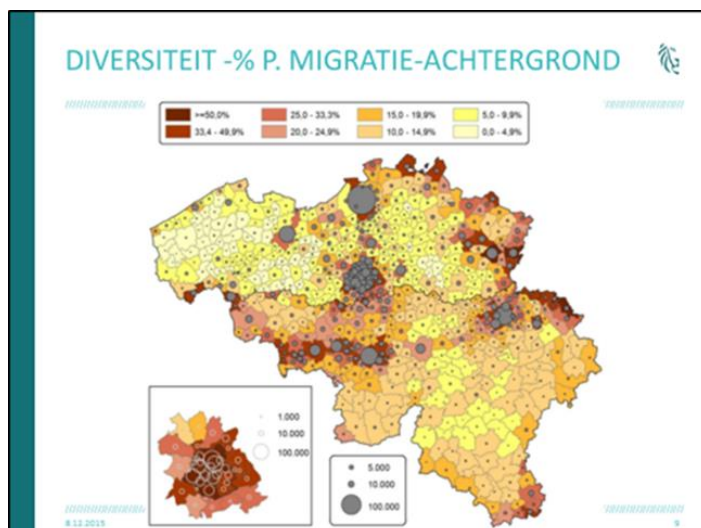 DIVERSITEIT -% P. MIGRATIE-ACHTERGROND
>=50,0% 25,0 - 33,3% 15,0 - 19,9% 5,0 - 9,9%
33,4 - 49,9% 20,0 - 24,9% 10,0 - 14,9% 0,0 - 4,9%
1.000
10.000
100.000
5.000
10.000
100.000
8.12.2015 9